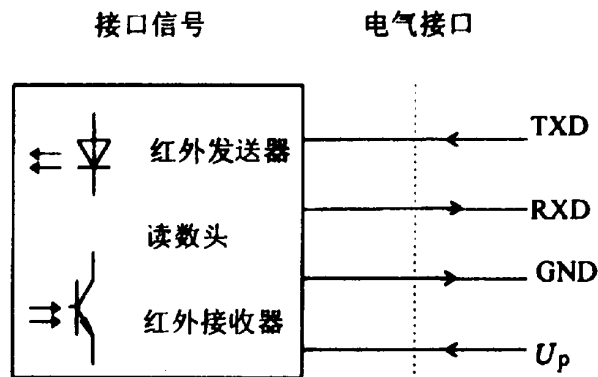 接口信号 电气接口
TXD
红外发送器
RXD
读数头
GND
红外接收器
Up